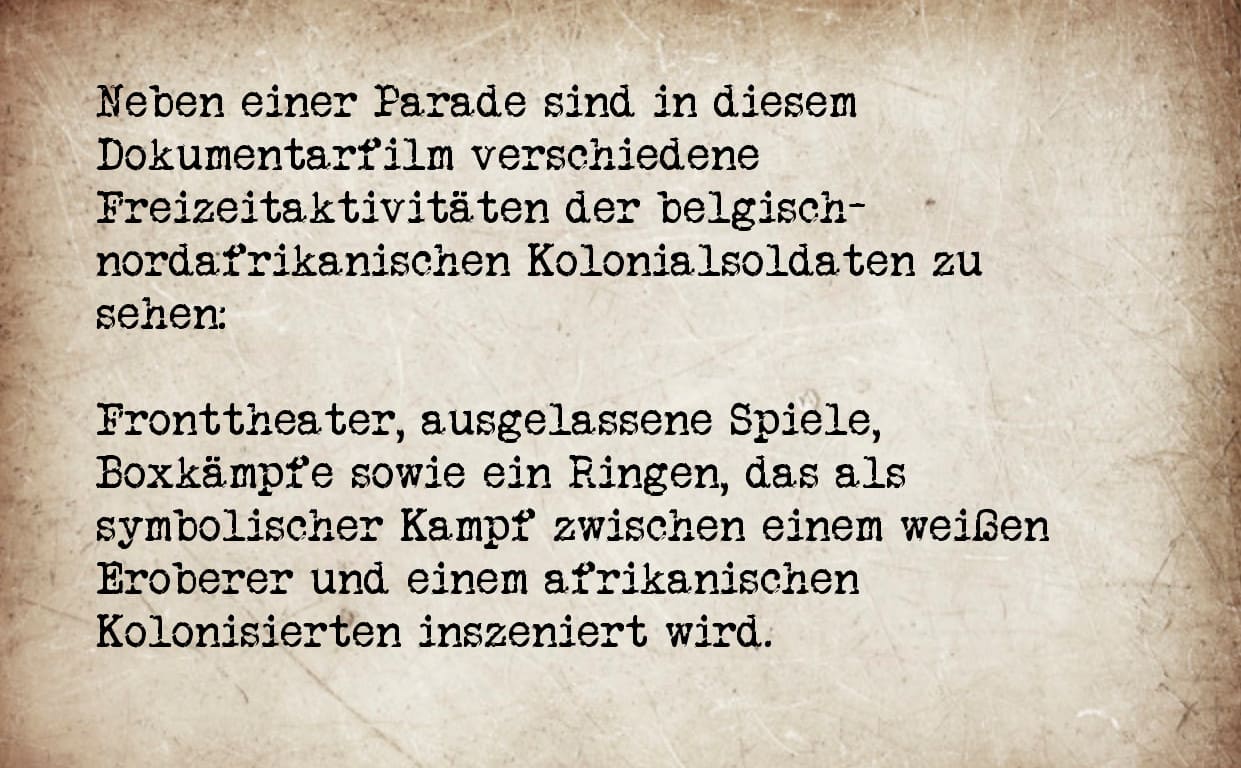 Neben einer Parade sind in diesem
Dokumentarfilm verschiedene
Freizeitaktivitäten der belgisch-
nordafrikanischen Kolonialsoldaten zu
sehen:
Fronttheater, ausgelassene Spiele,
Boxkämpfe sowie ein Ringen, das als
symbolischer Kampf zwischen einem weißen
Eroberer und einem afrikanischen
Kolonisierten inszeniert wird.